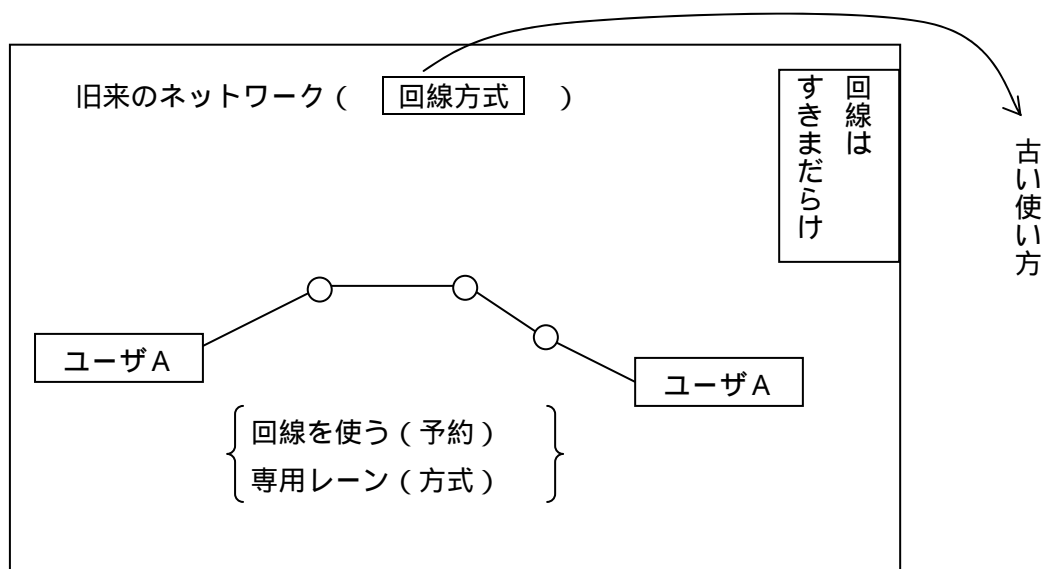 旧来のネットワーク（ 回線方式 ）
回線は
すきまだらけ
古い使い方
ユーザA
ユーザA
回線を使う（予約）
専用レーン（方式）